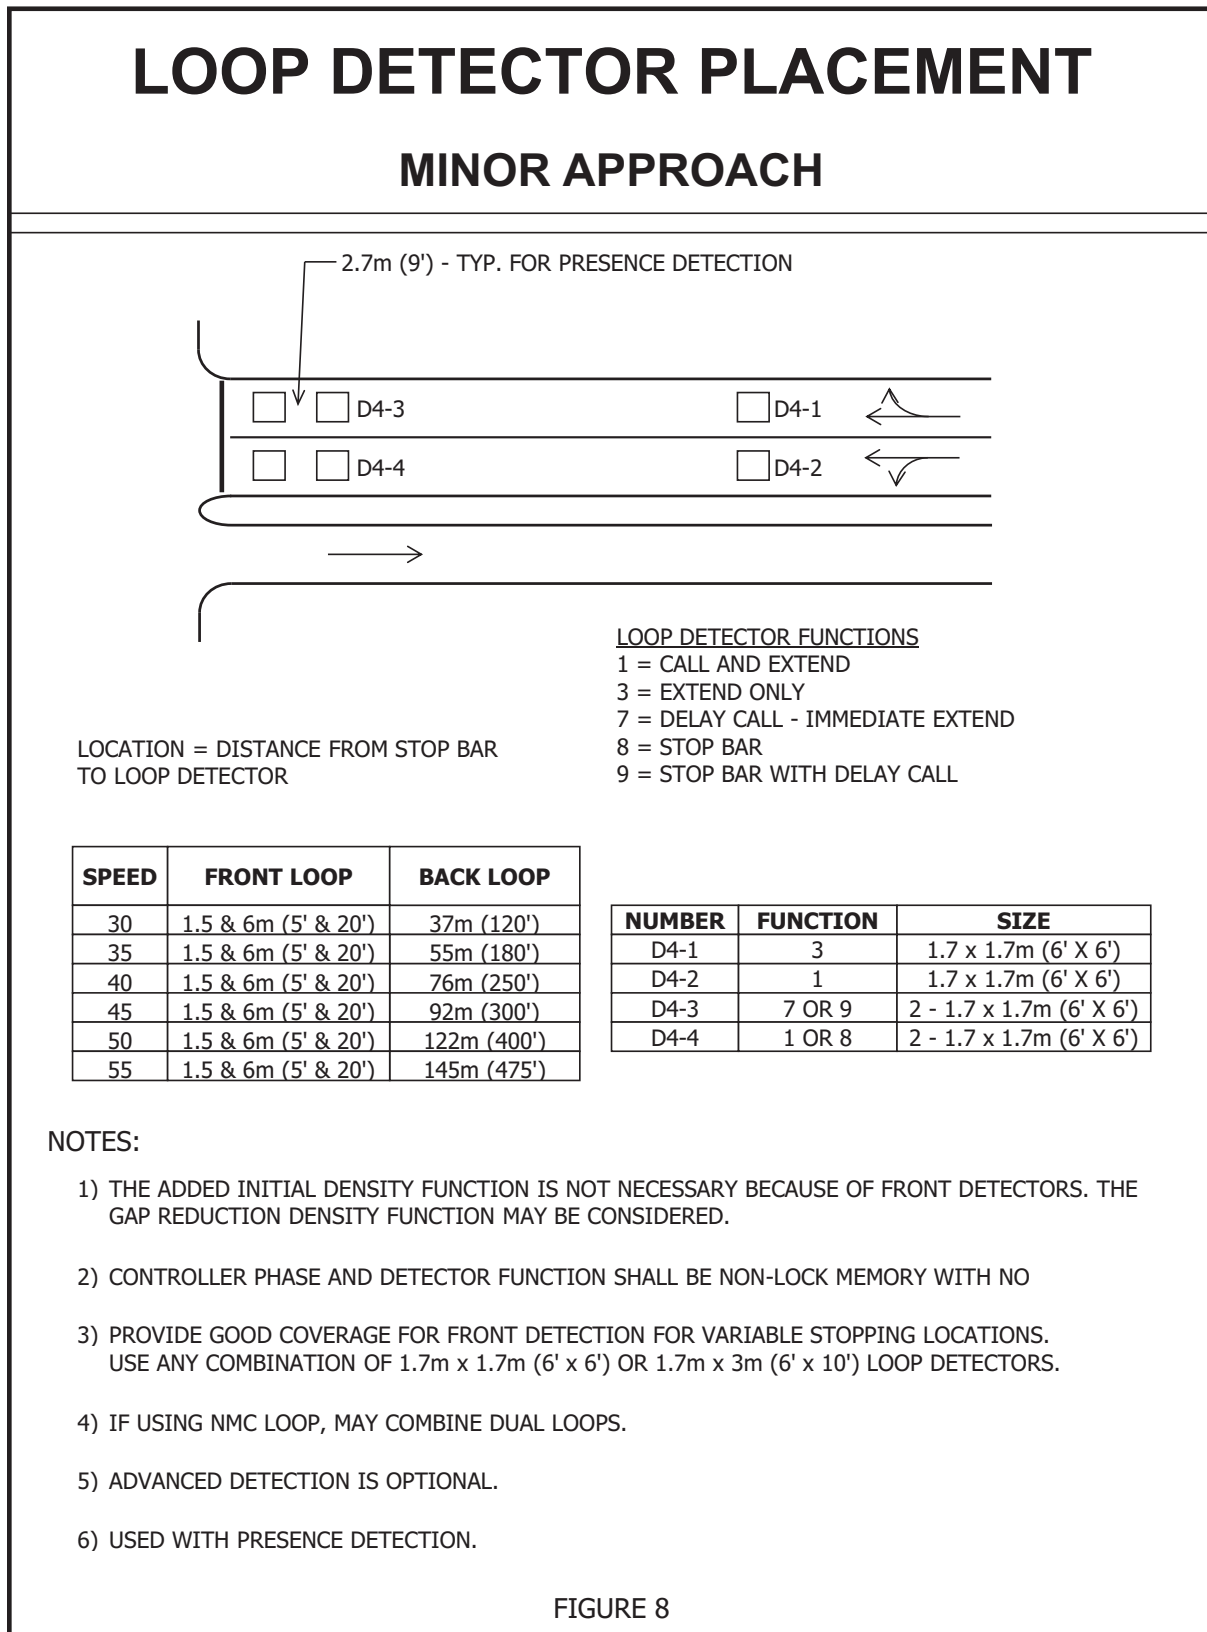 LOOP DETECTOR PLACEMENT
MINOR APPROACH
2.7m (9') - TYP. FOR PRESENCE DETECTION
D4-3 D4-1
D4-4 D4-2
LOOP DETECTOR FUNCTIONS
1 = CALL AND EXTEND
3 = EXTEND ONLY
7 = DELAY CALL - IMMEDIATE EXTEND
8 = STOP BAR
9 = STOP BAR WITH DELAY CALL
LOCATION = DISTANCE FROM STOP BAR
TO LOOP DETECTOR
SPEED FRONT LOOP BACK LOOP
30 1.5 & 6m (5' & 20') 37m (120')
35 1.5 & 6m (5' & 20') 55m (180')
40 1.5 & 6m (5' & 20') 76m (250')
45 1.5 & 6m (5' & 20') 92m (300')
50 1.5 & 6m (5' & 20') 122m (400')
55 1.5 & 6m (5' & 20') 145m (475')
NUMBER FUNCTION SIZE
D4-1 3 1.7 x 1.7m (6' X 6')
D4-2 1 1.7 x 1.7m (6' X 6')
D4-3 7 OR 9 2 - 1.7 x 1.7m (6' X 6')
D4-4 1 OR 8 2 - 1.7 x 1.7m (6' X 6')
NOTES:
1) THE ADDED INITIAL DENSITY FUNCTION IS NOT NECESSARY BECAUSE OF FRONT DETECTORS. THE
GAP REDUCTION DENSITY FUNCTION MAY BE CONSIDERED.
2) CONTROLLER PHASE AND DETECTOR FUNCTION SHALL BE NON-LOCK MEMORY WITH NO
3) PROVIDE GOOD COVERAGE FOR FRONT DETECTION FOR VARIABLE STOPPING LOCATIONS.
USE ANY COMBINATION OF 1.7m x 1.7m (6' x 6') OR 1.7m x 3m (6' x 10') LOOP DETECTORS.
4) IF USING NMC LOOP, MAY COMBINE DUAL LOOPS.
5) ADVANCED DETECTION IS OPTIONAL.
6) USED WITH PRESENCE DETECTION.
FIGURE 8